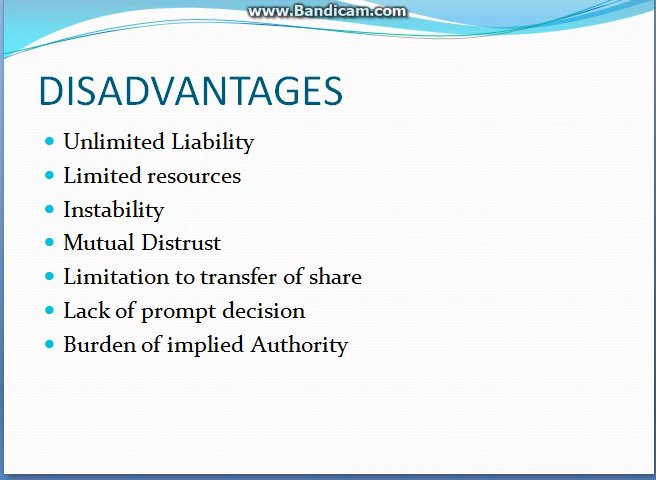 www.Bandicam.com
DISADVANTAGES
Unlimited Liability
Limited resources
Instability
Mutual Distrust
Limitation to transfer of share
Lack of prompt decision
Burden of implied Authority